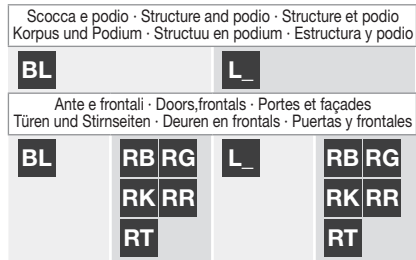 Scocca e podio · Structure and podio · Structure et podio
Korpus und Podium · Structuu en podium · Estructura y podio
BL L_
Ante e frontali · Doors,frontals · Portes et façades
Türen und Stirnseiten · Deuren en frontals · Puertas y frontales
BL RB RG L_ RB RG
RK RR RK RR
RT RT